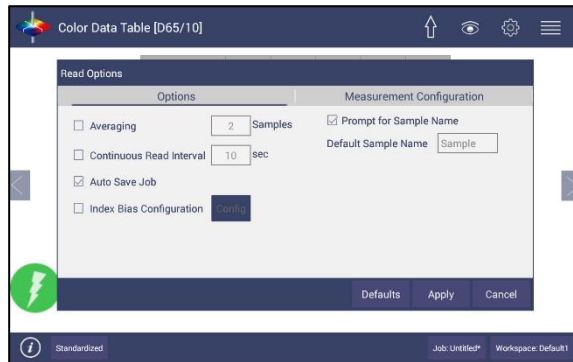 Color Data Table [D65/10]
Read Options
Options
Measurement Configuration
Averaging 2 Samples
Prompt for Sample Name
Continuous Read Interval 10 sec
Default Sample Name Sample
Auto Save Job
Index Bias Configuration Config
Defaults Apply Cancel
i Standardized Job: Untitled* Workspace: Default1